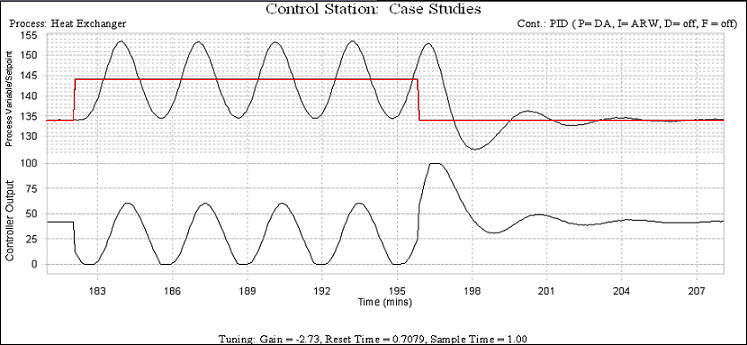 Control Station: Case Studies
Process: Heat Exchanger
Cont.: PID ( P= DA, I= ARW, D= off, F = off)
Process Variable/Setpoint
155
150
145
140
135
130
Controller Output
100
75
50
25
0
183 186 189 192 195 198 201 204 207
Time (mins)
Tuning: Gain = -2.73, Reset Time = 0.7079, Sample Time = 1.00